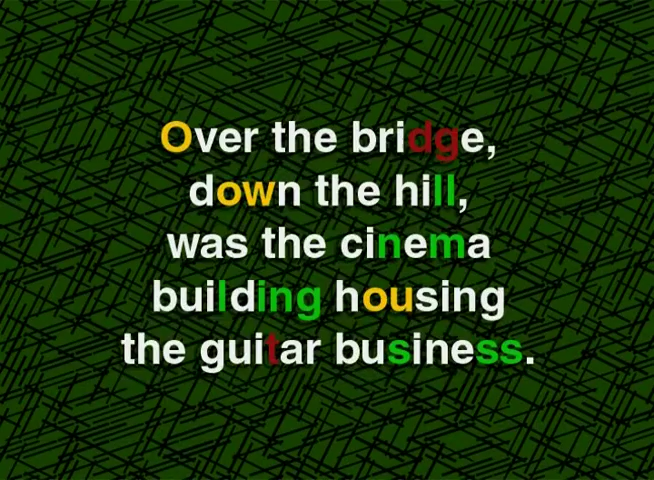 Over the bridge,
down the hill,
was the cinema
building housing
the guitar business.